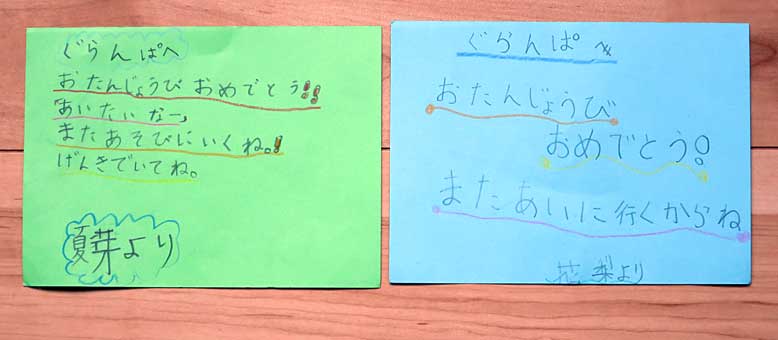 ぐらんぱへ
おたんじょうび おめでとう!!
あいたいなー、
またあそびにいくね。!
げんきでいてね。
夏芽より
ぐらんぱへ
おたんじょうび
おめでとう!
またあいに行くからね
花梨より